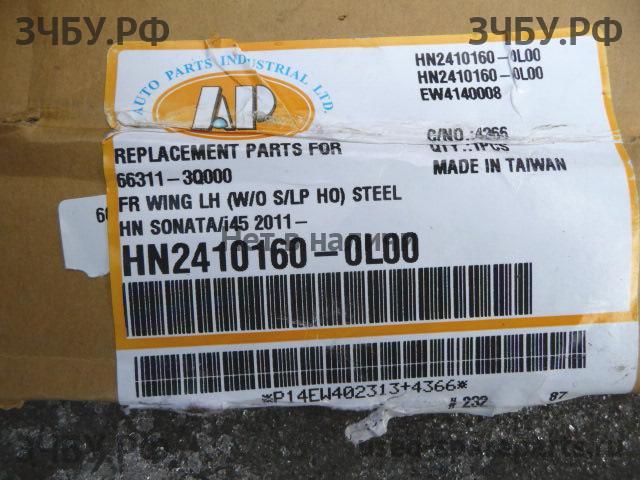 ЗЧБУ.РФ
ЗЧБУ.РФ
AUTO PARTS INDUSTRIAL LTD.
AP
HN2410160-0L00
HN2410160-0L00
EW4140008
C/NO.:4366
QTY.:1PCS
MADE IN TAIWAN
REPLACEMENT PARTS FOR
66311-3Q000
FR WING LH (W/O S/LP HO) STEEL
HN SONATA/i45 2011-
Нет в наличии
HN2410160-0L00
*P14EW402313+4366*
# 232 87
ЗЧБУ.РФ